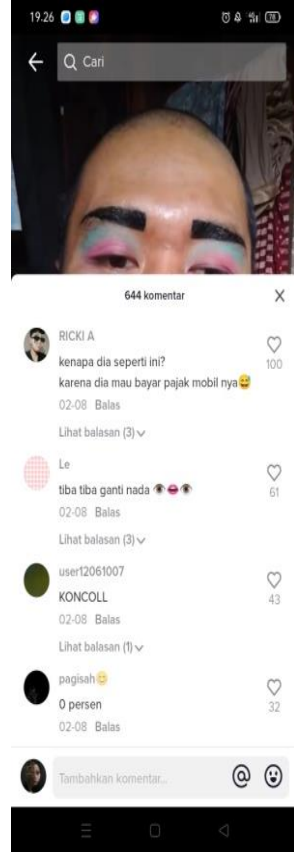 19.26
78
Cari
644 komentar
RICKI A
kenapa dia seperti ini?
karena dia mau bayar pajak mobil nya😅
100
02-08 Balas
Lihat balasan (3)
Le
tiba tiba ganti nada 👁👄👁
61
02-08 Balas
Lihat balasan (3)
user12061007
KONCOLL
43
02-08 Balas
Lihat balasan (1)
pagisah😊
0 persen
32
02-08 Balas
Tambahkan komentar...